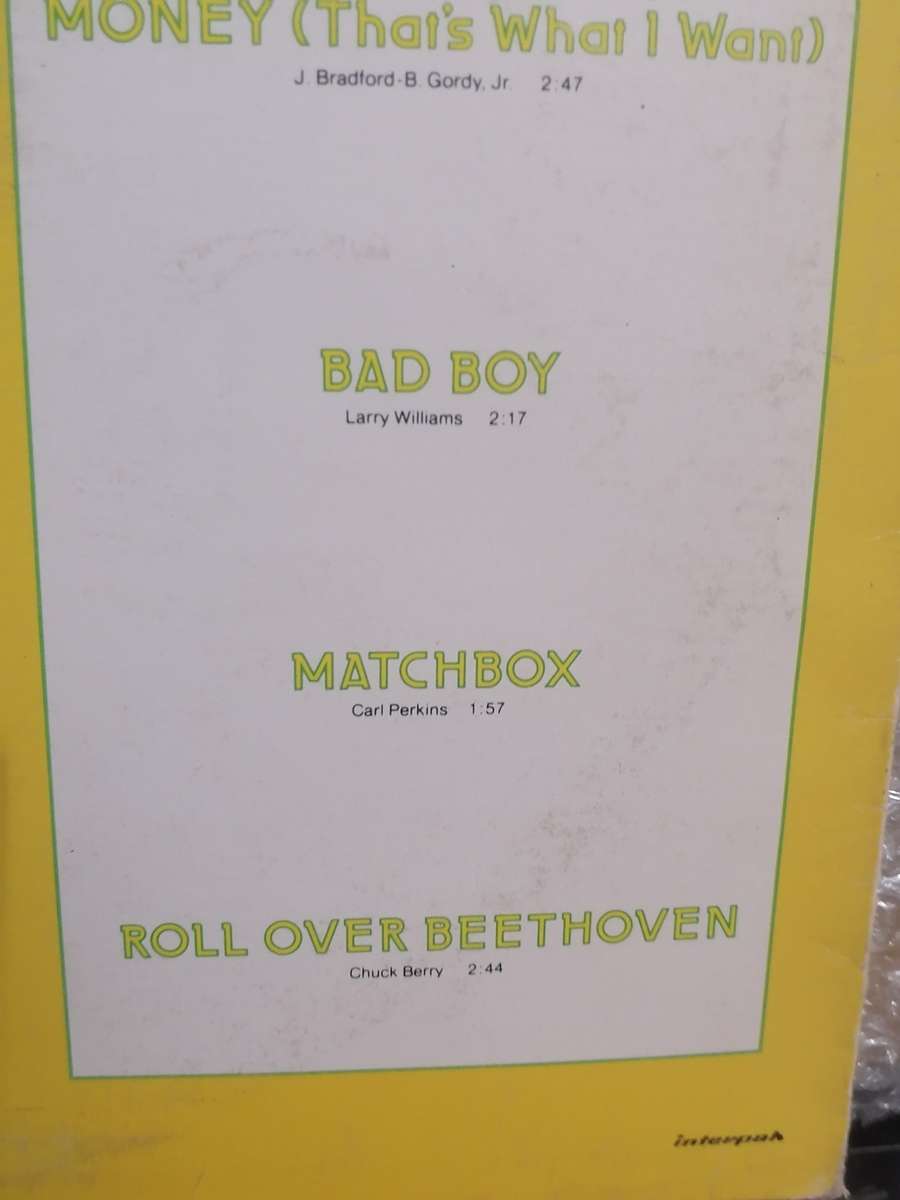 MONEY (That's What I Want)
J. Bradford-B. Gordy, Jr. 2:47
BAD BOY
Larry Williams 2:17
MATCHBOX
Carl Perkins 1:57
ROLL OVER BEETHOVEN
Chuck Berry 2:44
interpak